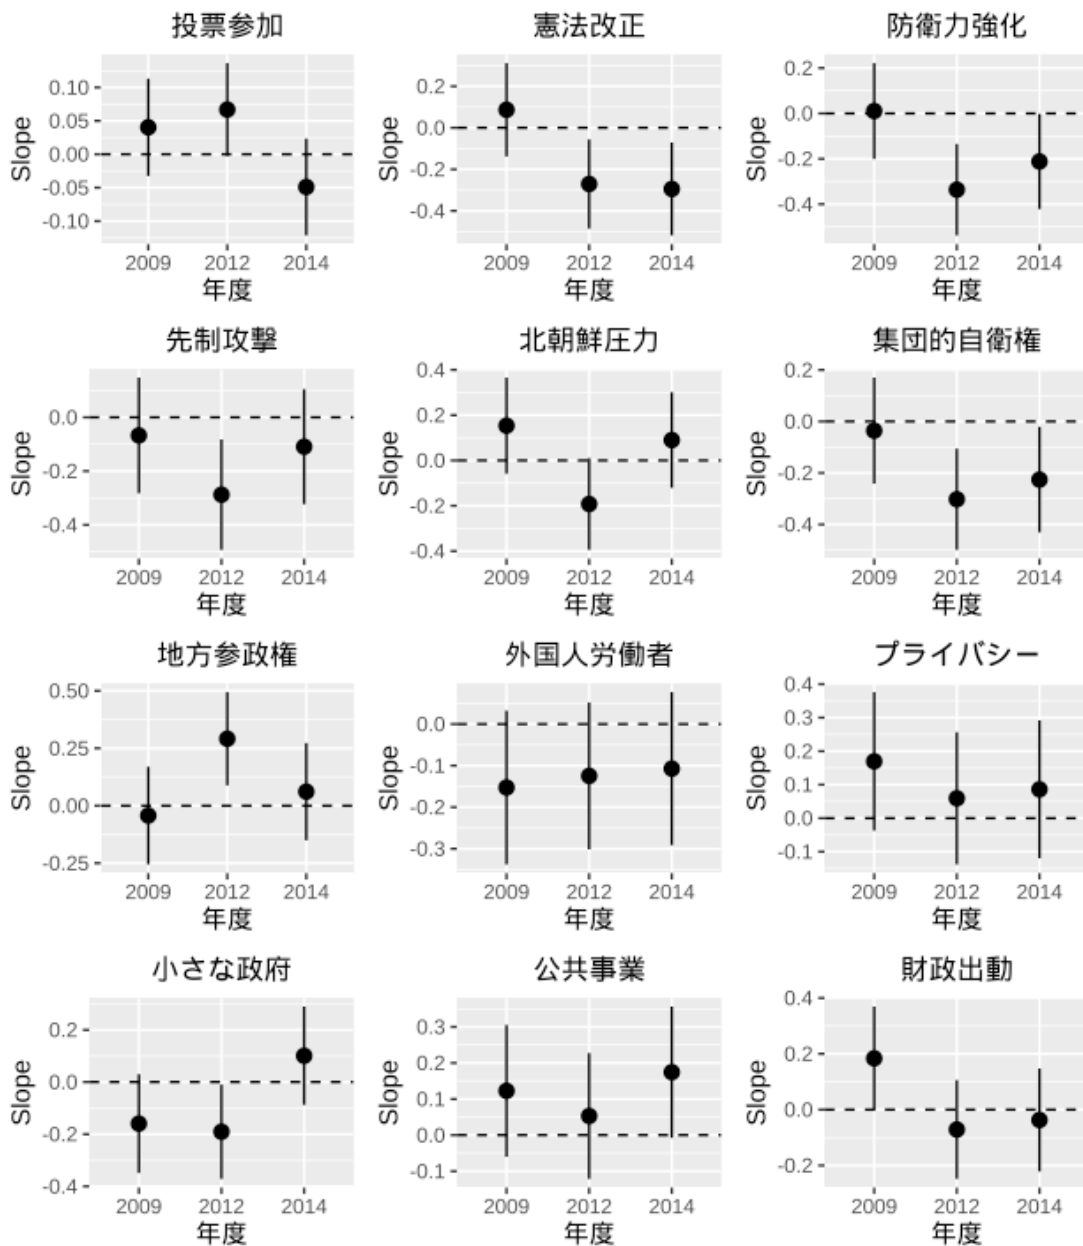 投票参加
Slope
0.10
0.05
0.00
-0.05
-0.10
2009 2012 2014
年度
憲法改正
Slope
0.2
0.0
-0.2
-0.4
2009 2012 2014
年度
防衛力強化
Slope
0.2
0.0
-0.2
-0.4
2009 2012 2014
年度
先制攻撃
Slope
0.0
-0.2
-0.4
2009 2012 2014
年度
北朝鮮圧力
Slope
0.4
0.2
0.0
-0.2
-0.4
2009 2012 2014
年度
集団的自衛権
Slope
0.2
0.0
-0.2
-0.4
2009 2012 2014
年度
地方参政権
Slope
0.50
0.25
0.00
-0.25
2009 2012 2014
年度
外国人労働者
Slope
0.0
-0.1
-0.2
-0.3
2009 2012 2014
年度
プライバシー
Slope
0.4
0.3
0.2
0.1
0.0
-0.1
2009 2012 2014
年度
小さな政府
Slope
0.2
0.0
-0.2
-0.4
2009 2012 2014
年度
公共事業
Slope
0.3
0.2
0.1
0.0
-0.1
2009 2012 2014
年度
財政出動
Slope
0.4
0.2
0.0
-0.2
2009 2012 2014
年度